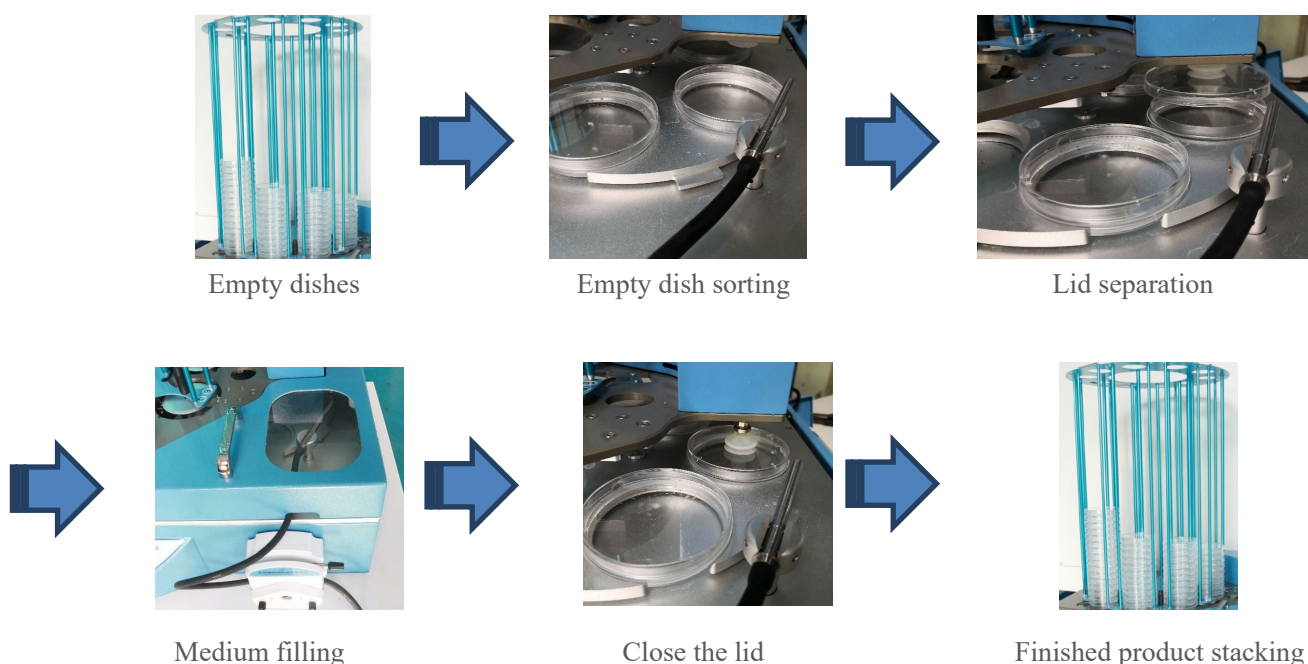 Empty dishes
Empty dish sorting
Lid separation
Medium filling
Close the lid
Finished product stacking